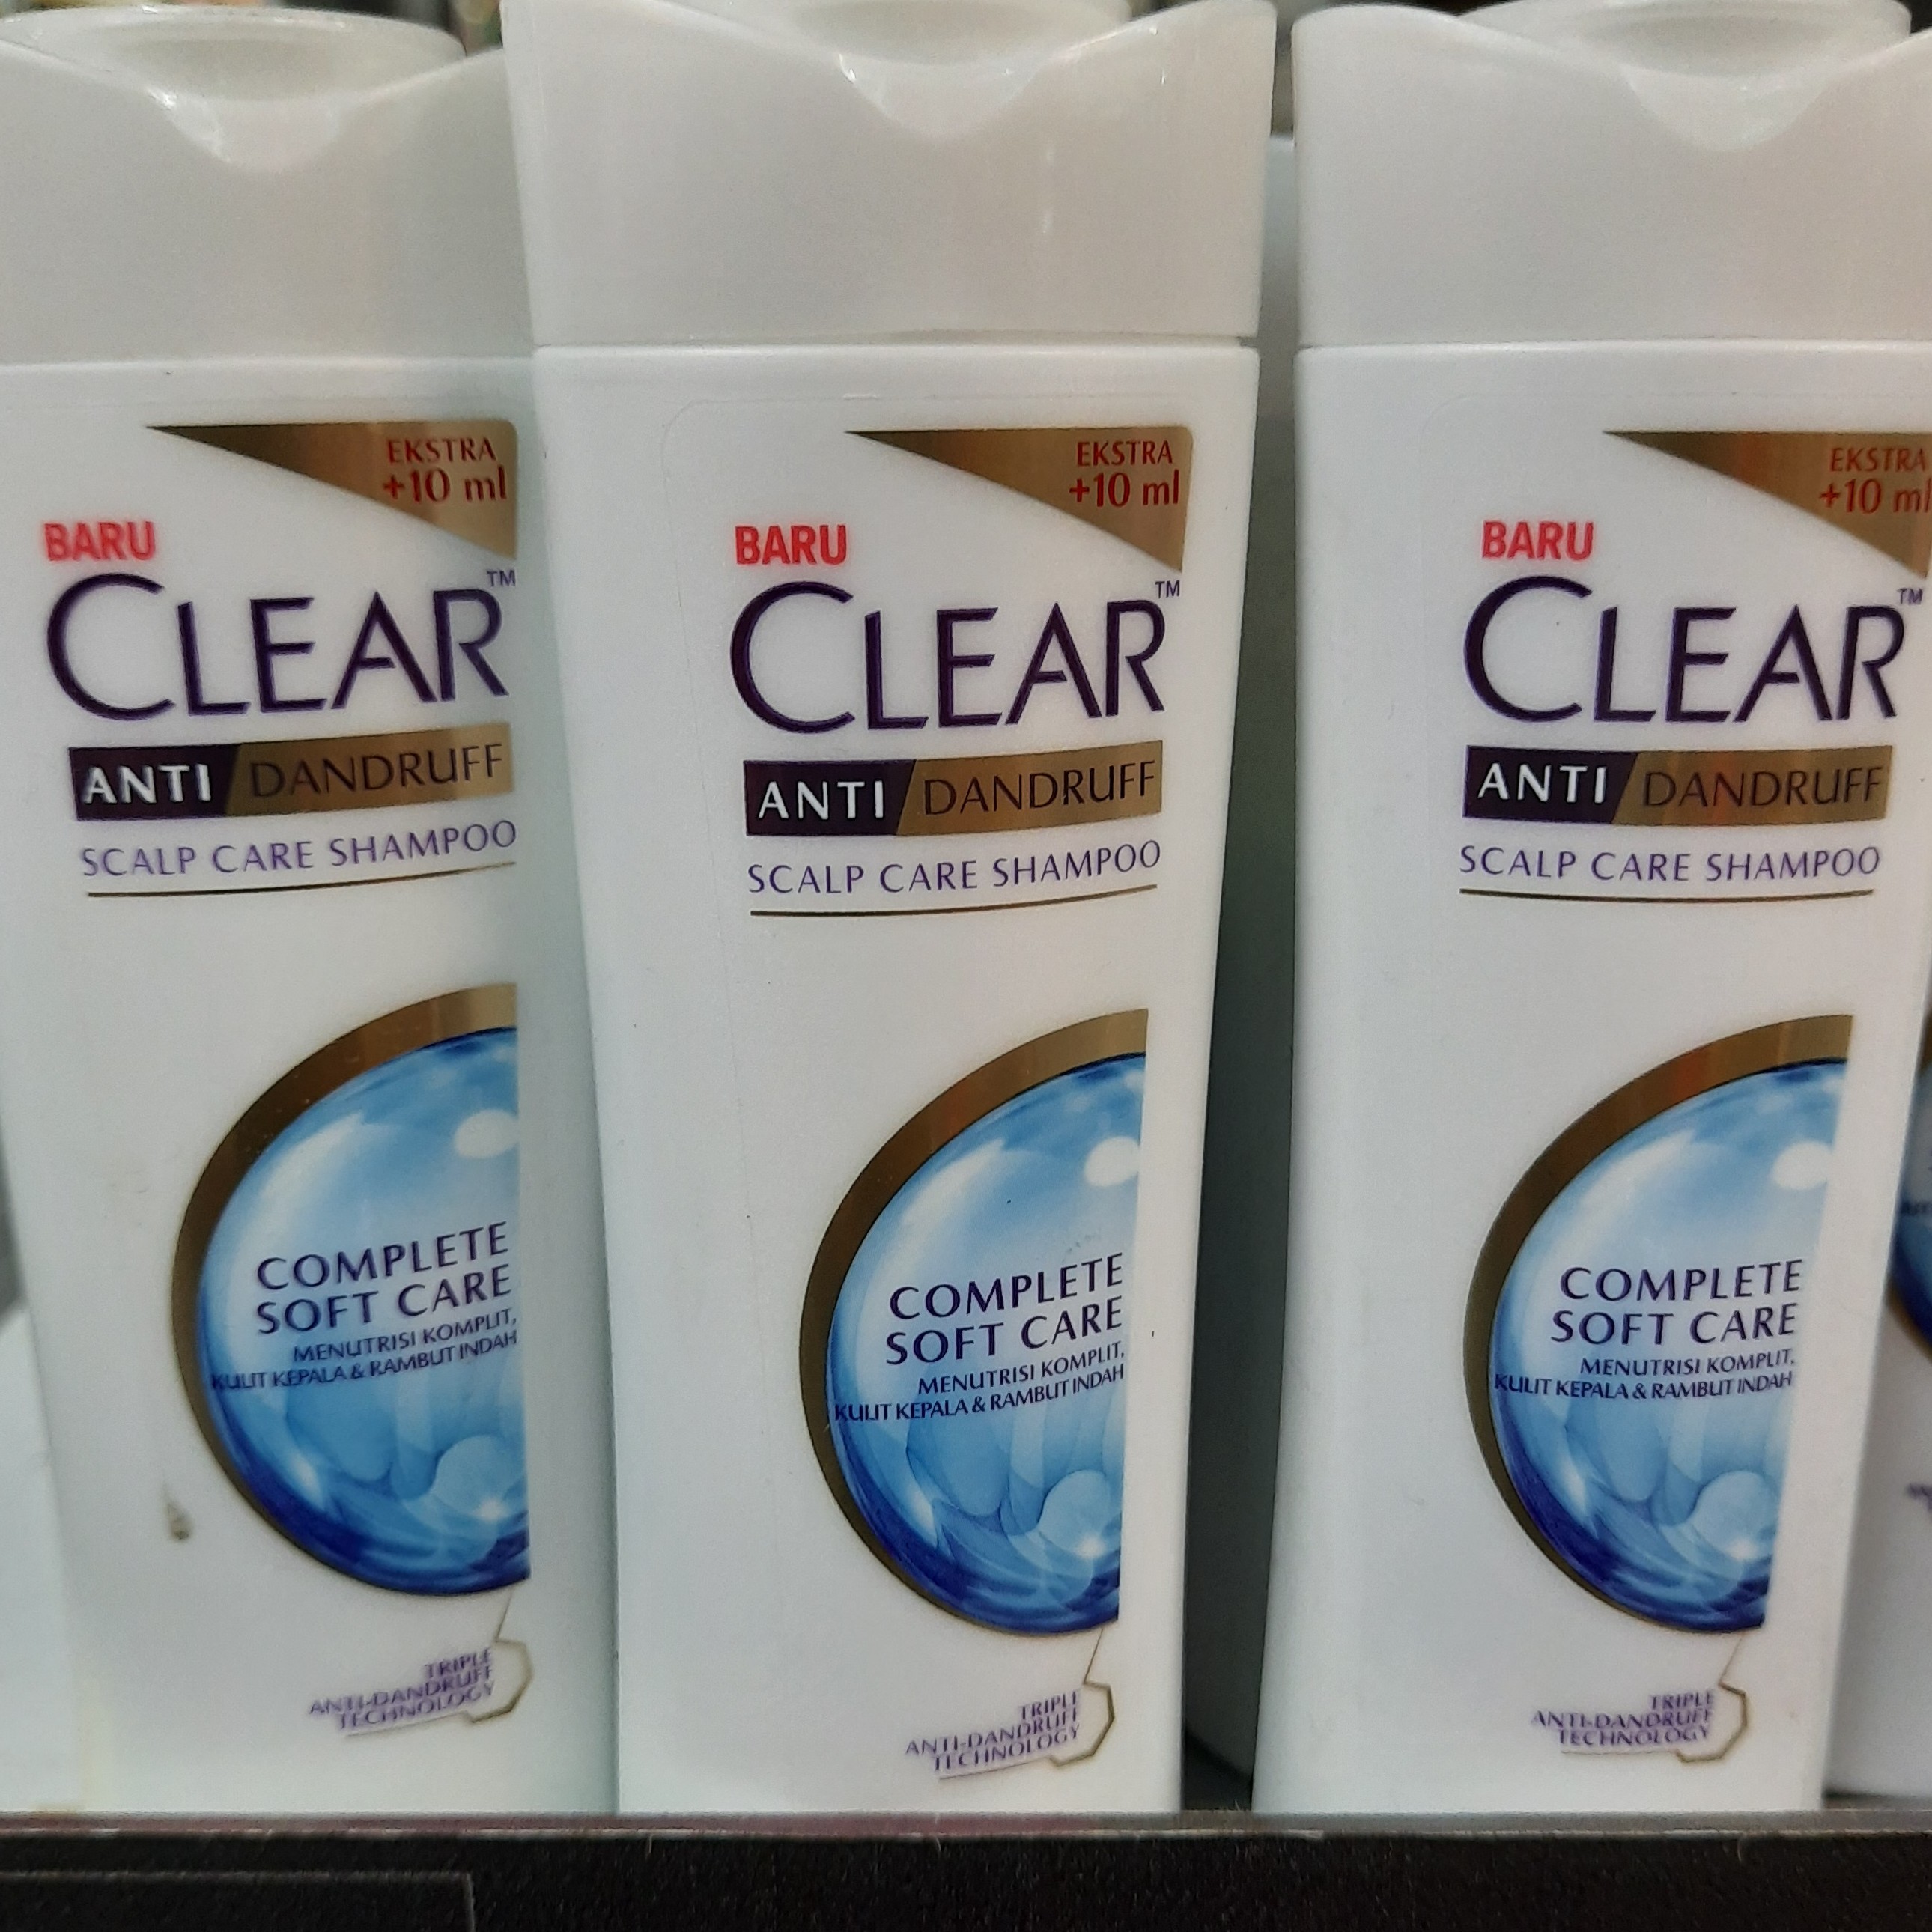 EKSTRA
+10 ml
BARU
CLEAR™
ANTI DANDRUFF
SCALP CARE SHAMPOO
COMPLETE
SOFT CARE
MENUTRISI KOMPLIT,
KULIT KEPALA & RAMBUT INDAH
TRIPLE
ANTI-DANDRUFF
TECHNOLOGY
EKSTRA
+10 ml
BARU
CLEAR™
ANTI DANDRUFF
SCALP CARE SHAMPOO
COMPLETE
SOFT CARE
MENUTRISI KOMPLIT,
KULIT KEPALA & RAMBUT INDAH
TRIPLE
ANTI-DANDRUFF
TECHNOLOGY
EKSTRA
+10 ml
BARU
CLEAR™
ANTI DANDRUFF
SCALP CARE SHAMPOO
COMPLETE
SOFT CARE
MENUTRISI KOMPLIT,
KULIT KEPALA & RAMBUT INDAH
TRIPLE
ANTI-DANDRUFF
TECHNOLOGY